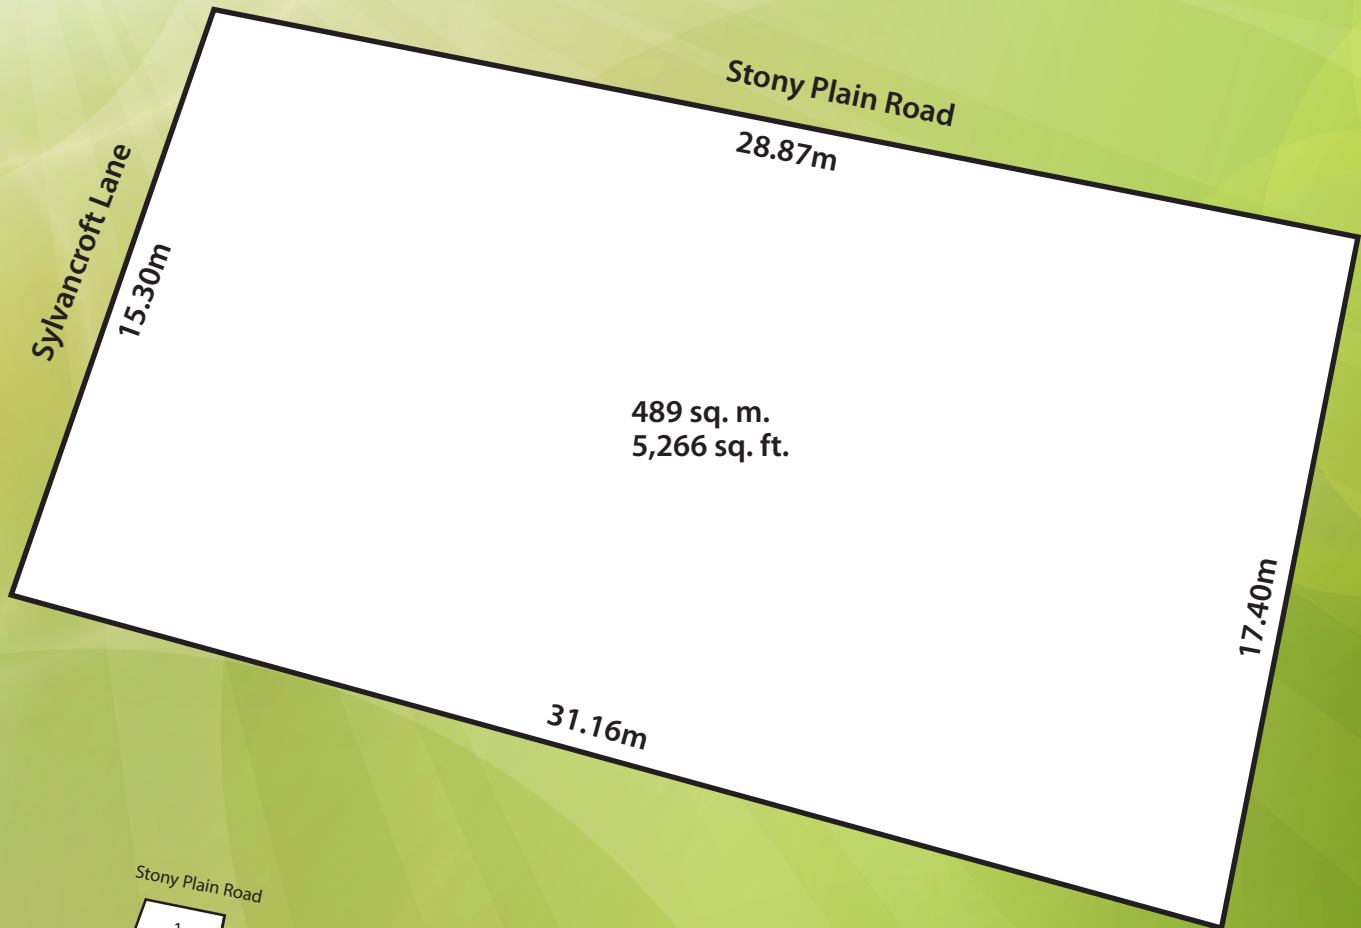 Stony Plain Road
28.87m
Sylvancroft Lane
15.30m
489 sq. m.
5,266 sq. ft.
17.40m
31.16m
Stony Plain Road
1